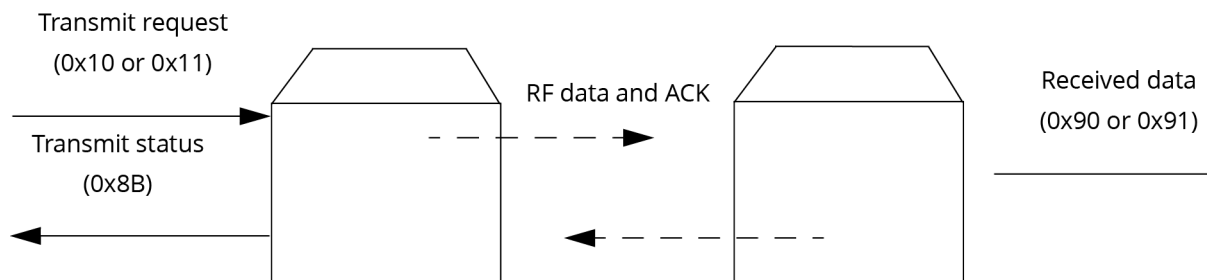 Transmit request
(0x10 or 0x11)
Transmit status
(0x8B)
RF data and ACK
Received data
(0x90 or 0x91)